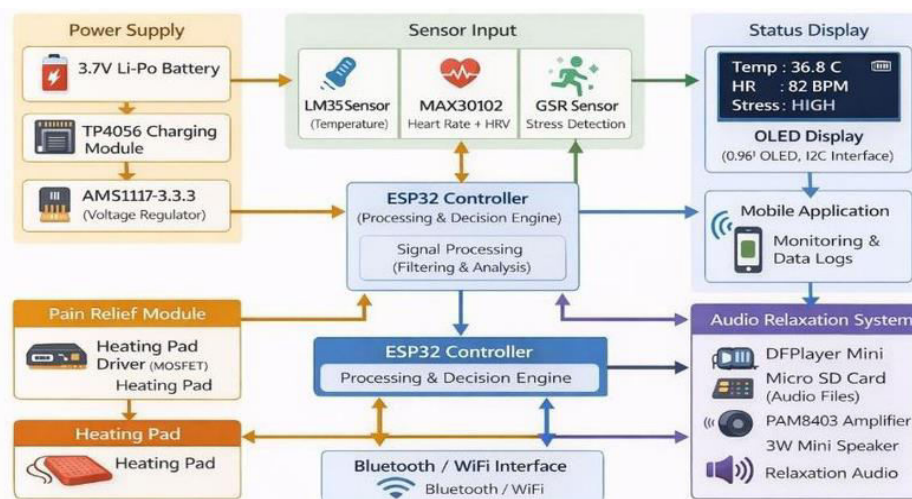 Power Supply
3.7V Li-Po Battery
TP4056 Charging
Module
AMS1117-3.3.3
(Voltage Regulator)
Sensor Input
LM35Sensor
(Temperature)
MAX30102
Heart Rate + HRV
GSR Sensor
Stress Detection
Status Display
Temp : 36.8 C
HR : 82 BPM
Stress: HIGH
OLED Display
(0.96' OLED, I2C Interface)
Mobile Application
Monitoring &
Data Logs
ESP32 Controller
(Processing & Decision Engine)
Signal Processing
(Filtering & Analysis)
Pain Relief Module
Heating Pad
Driver (MOSFET)
Heating Pad
Heating Pad
Heating Pad
ESP32 Controller
Processing & Decision Engine
Bluetooth / WiFi Interface
Bluetooth / WiFi
Audio Relaxation System
DFPlayer Mini
Micro SD Card
(Audio Files)
PAM8403 Amplifier
3W Mini Speaker
Relaxation Audio